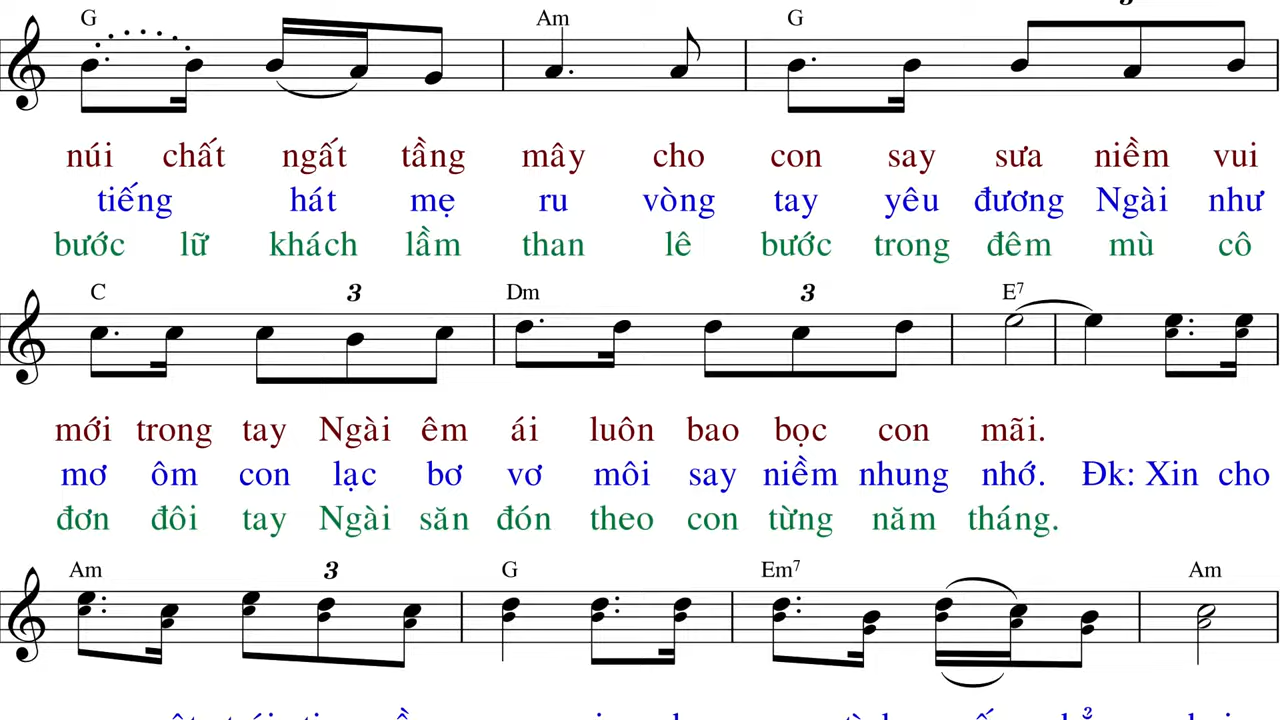 G Am G
núi chất ngất tầng mây cho con say sưa niềm vui
tiếng hát mẹ ru vòng tay yêu đương Ngài như
bước lữ khách lầm than lê bước trong đêm mù cô
C 3 Dm 3 E7
mới trong tay Ngài êm ái luôn bao bọc con mãi.
mơ ôm con lạc bơ vơ môi say niềm nhung nhớ. Đk: Xin cho
đơn đôi tay Ngài săn đón theo con từng năm tháng.
Am 3 G Em7 Am